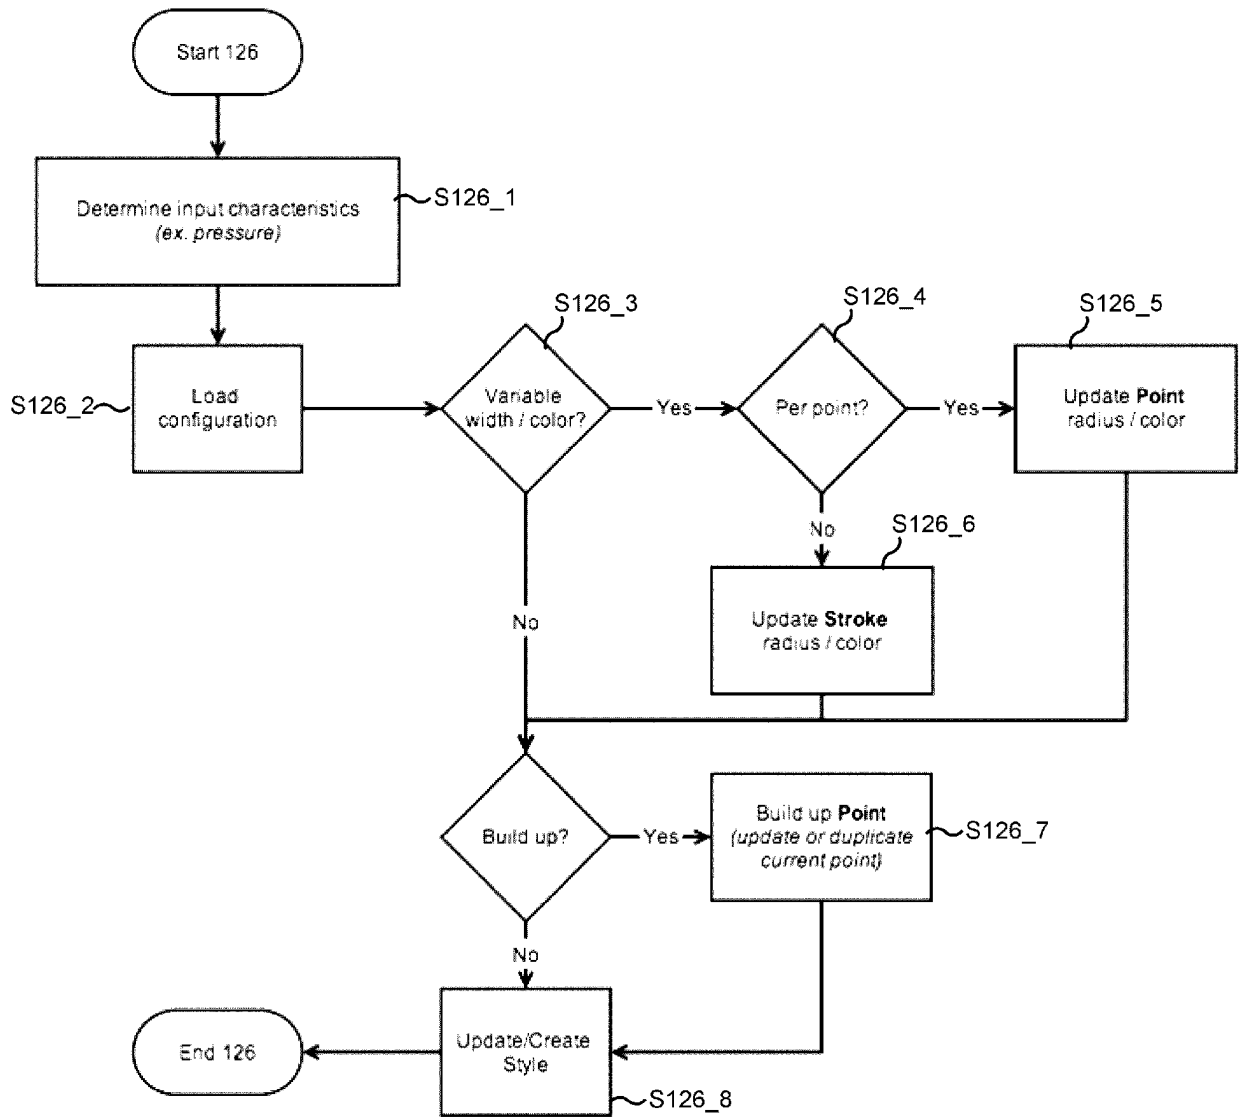 Start 126
Determine input characteristics
(ex. pressure)
S126_1
S126_2
Load
configuration
S126_3
Variable
width / color?
Yes
S126_4
Per point?
Yes
S126_5
Update Point
radius / color
No
S126_6
Update Stroke
radius / color
No
Build up?
Yes
Build up Point
(update or duplicate
current point)
S126_7
No
Update/Create
Style
S126_8
End 126